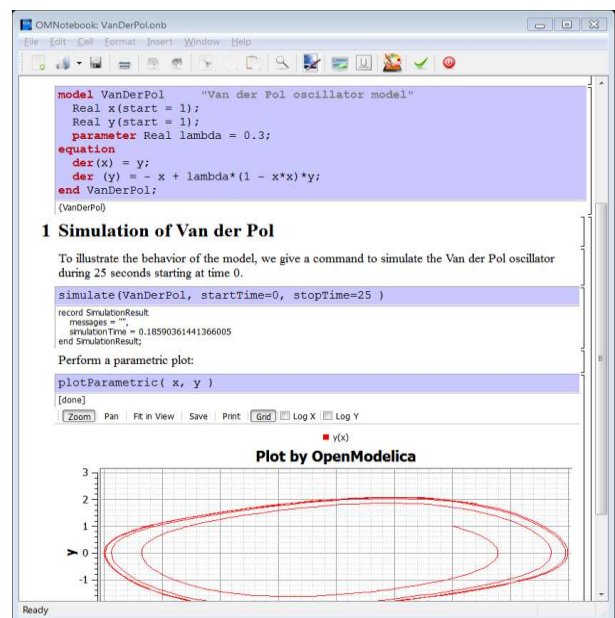 OMNotebook: VanDerPol.onb
File Edit Cell Format Insert Window Help
model VanDerPol "Van der Pol oscillator model"
Real x(start = 1);
Real y(start = 1);
parameter Real lambda = 0.3;
equation
der(x) = y;
der (y) = - x + lambda*(1 - x*x)*y;
end VanDerPol;
{VanDerPol}
1 Simulation of Van der Pol
To illustrate the behavior of the model, we give a command to simulate the Van der Pol oscillator
during 25 seconds starting at time 0.
simulate(VanDerPol, startTime=0, stopTime=25 )
record SimulationResult
messages = "",
simulationTime = 0.18590361441366005
end SimulationResult;
Perform a parametric plot:
plotParametric( x, y )
[done]
Zoom Pan Fit in View Save Print Grid Log X Log Y
y(x)
Plot by OpenModelica
3
2
1
y 0
-1
Ready